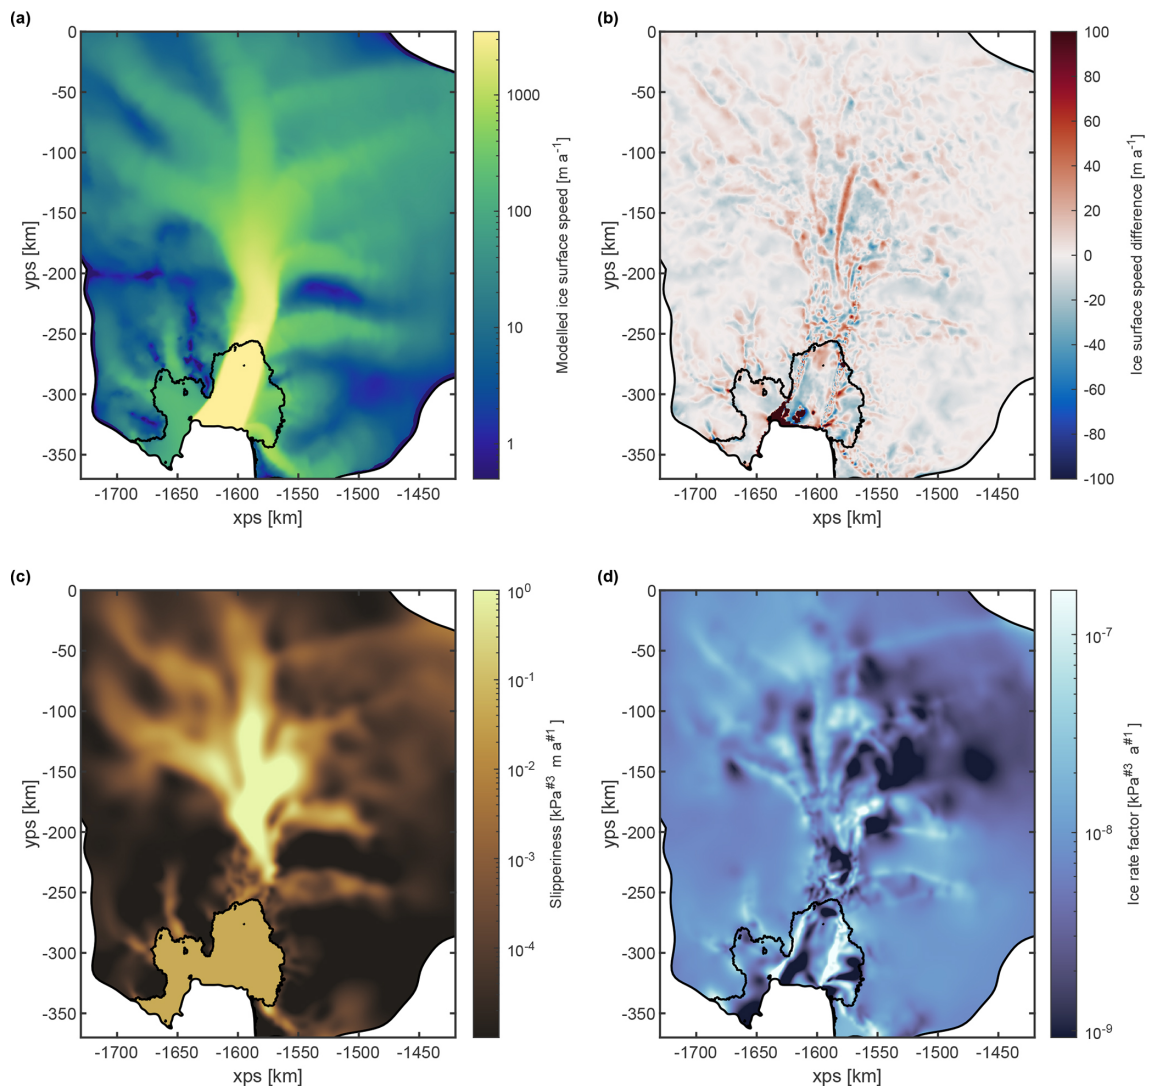 (a)
0
-50
-100
-150
-200
-250
-300
-350
yps [km]
-1700 -1650 -1600 -1550 -1500 -1450
xps [km]
1000
100
10
1
Modelled ice surface speed [m a⁻¹]
(b)
0
-50
-100
-150
-200
-250
-300
-350
yps [km]
-1700 -1650 -1600 -1550 -1500 -1450
xps [km]
100
80
60
40
20
0
-20
-40
-60
-80
-100
Ice surface speed difference [m a⁻¹]
(c)
0
-50
-100
-150
-200
-250
-300
-350
yps [km]
-1700 -1650 -1600 -1550 -1500 -1450
xps [km]
10⁰
10⁻¹
10⁻²
10⁻³
10⁻⁴
Slipperiness [kPa^#3 m a^#1 ]
(d)
0
-50
-100
-150
-200
-250
-300
-350
yps [km]
-1700 -1650 -1600 -1550 -1500 -1450
xps [km]
10⁻⁷
10⁻⁸
10⁻⁹
Ice rate factor [kPa^#3 a^#1 ]